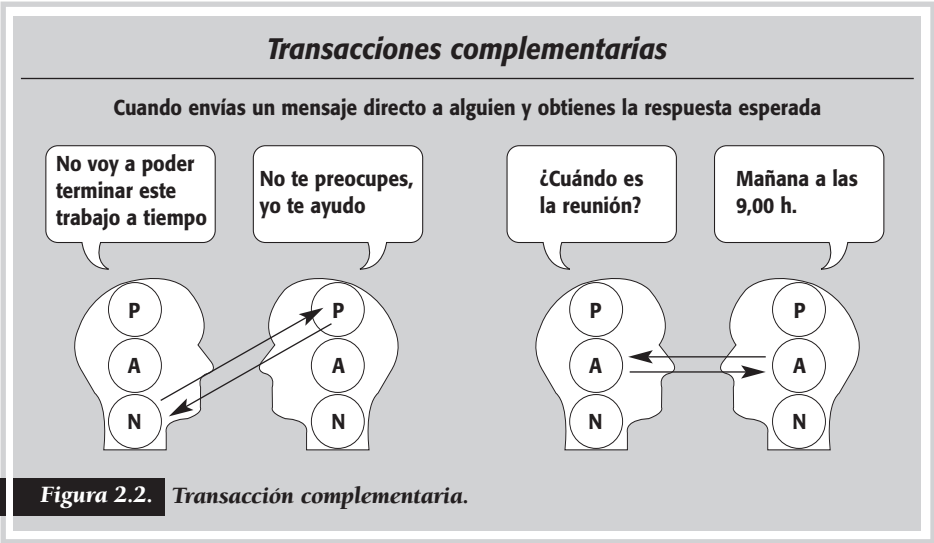 Transacciones complementarias
Cuando envías un mensaje directo a alguien y obtienes la respuesta esperada
No voy a poder
terminar este
trabajo a tiempo
No te preocupes,
yo te ayudo
¿Cuándo es
la reunión?
Mañana a las
9,00 h.
P
A
N
P
A
N
P
A
N
P
A
N
Figura 2.2. Transacción complementaria.